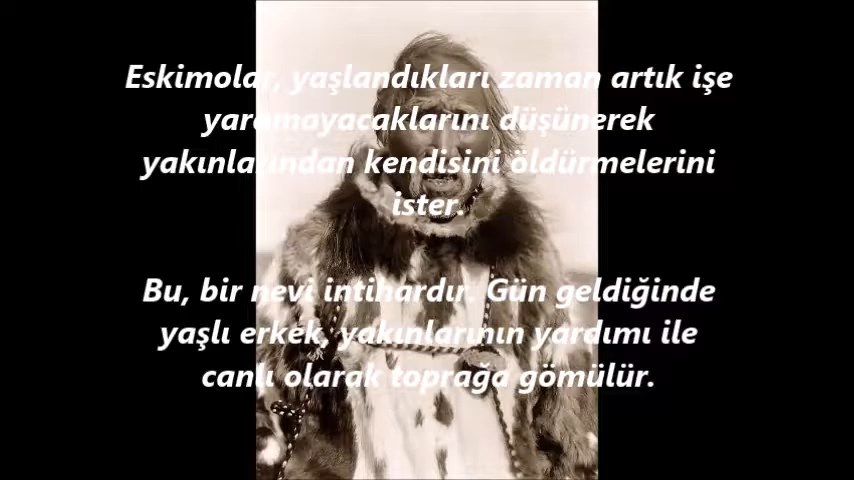 Eskimolar, yaşlandıkları zaman artık işe
yaramayacaklarını düşünerek
yakınlarından kendisini öldürmelerini
ister.
Bu, bir nevi intihardır. Gün geldiğinde
yaşlı erkek, yakınlarının yardımı ile
canlı olarak toprağa gömülür.